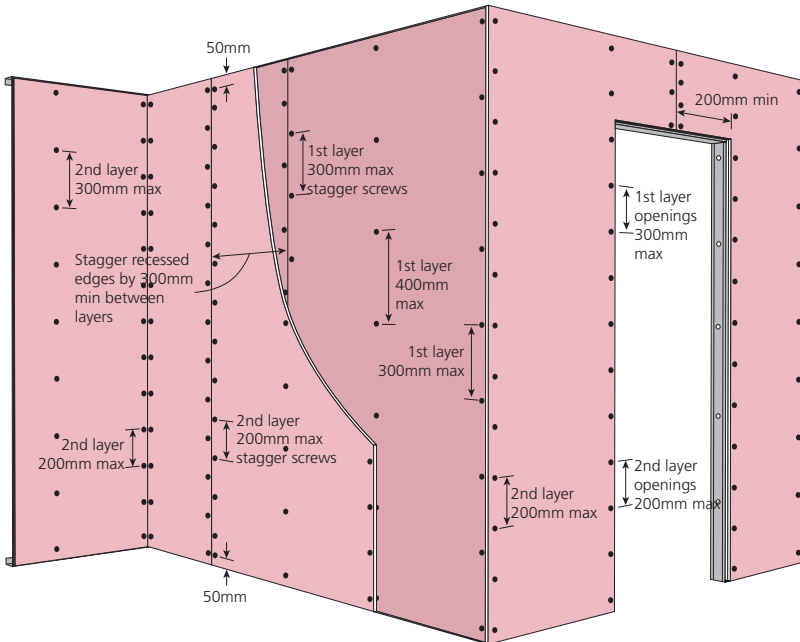 50mm
200mm min
1st layer
300mm max
stagger screws
2nd layer
300mm max
1st layer
openings
300mm
max
Stagger recessed
edges by 300mm
min between
layers
1st layer
400mm
max
1st layer
300mm max
2nd layer
200mm max
stagger screws
2nd layer
200mm max
2nd layer
openings
200mm max
2nd layer
200mm max
50mm